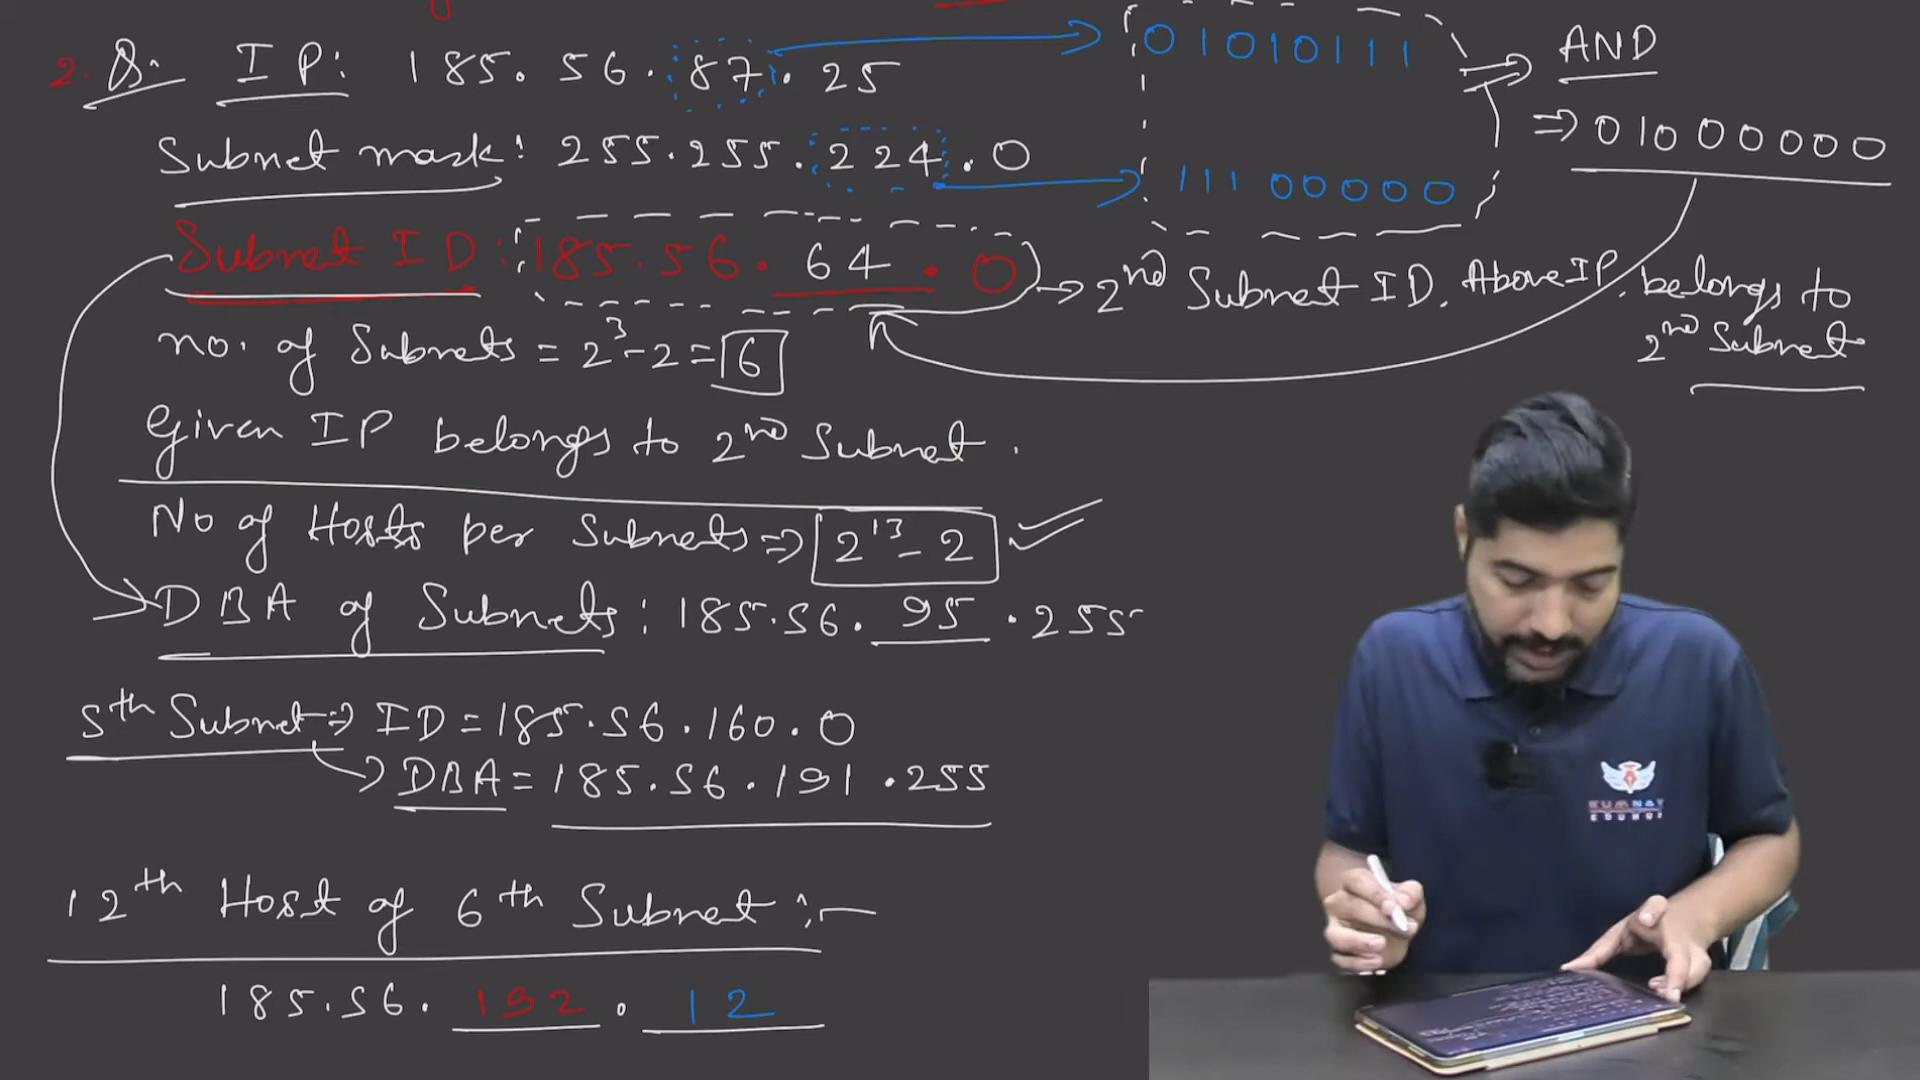 2. Q: IP: 185.56.87.25
01010111
AND
⇒ 01000000
Subnet mask: 255.255.224.0
11100000
Subnet ID: 185.56.64.0 → 2nd Subnet ID. Above IP. belongs to
2nd Subnet
no. of Subnets = 2³-2 = 6
Given IP belongs to 2nd Subnet.
No of Hosts per Subnets ⇒ 2¹³-2
DBA of Subnets: 185.56.95.255
5th Subnet ⇒ ID = 185.56.160.0
→ DBA = 185.56.191.255
12th Host of 6th Subnet :-
185.56.192.12